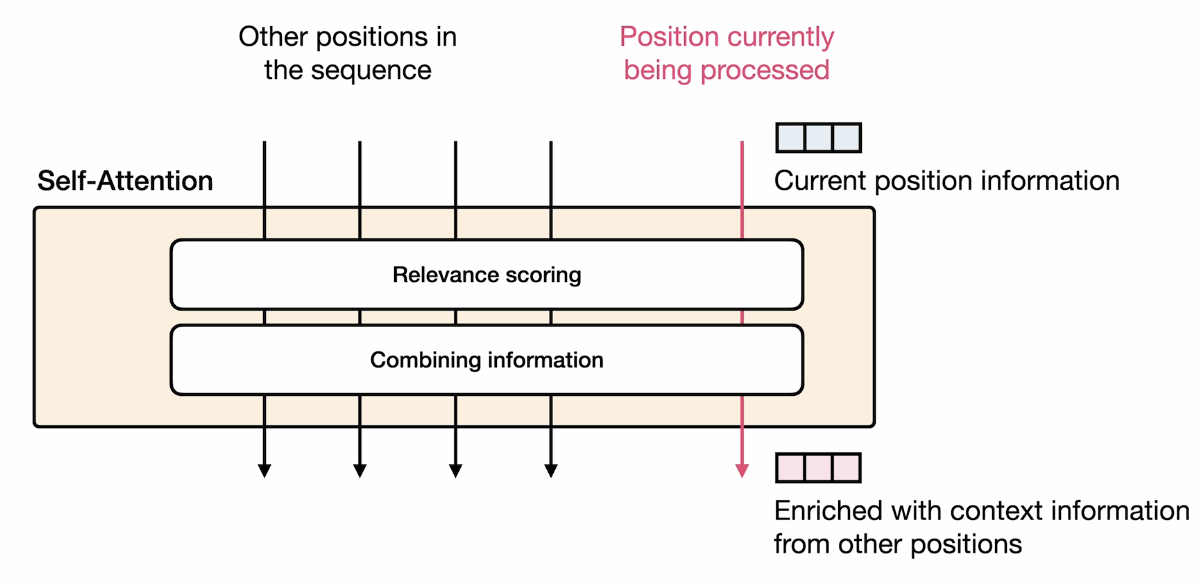 Other positions in
the sequence
Position currently
being processed
Self-Attention
Current position information
Relevance scoring
Combining information
Enriched with context information
from other positions